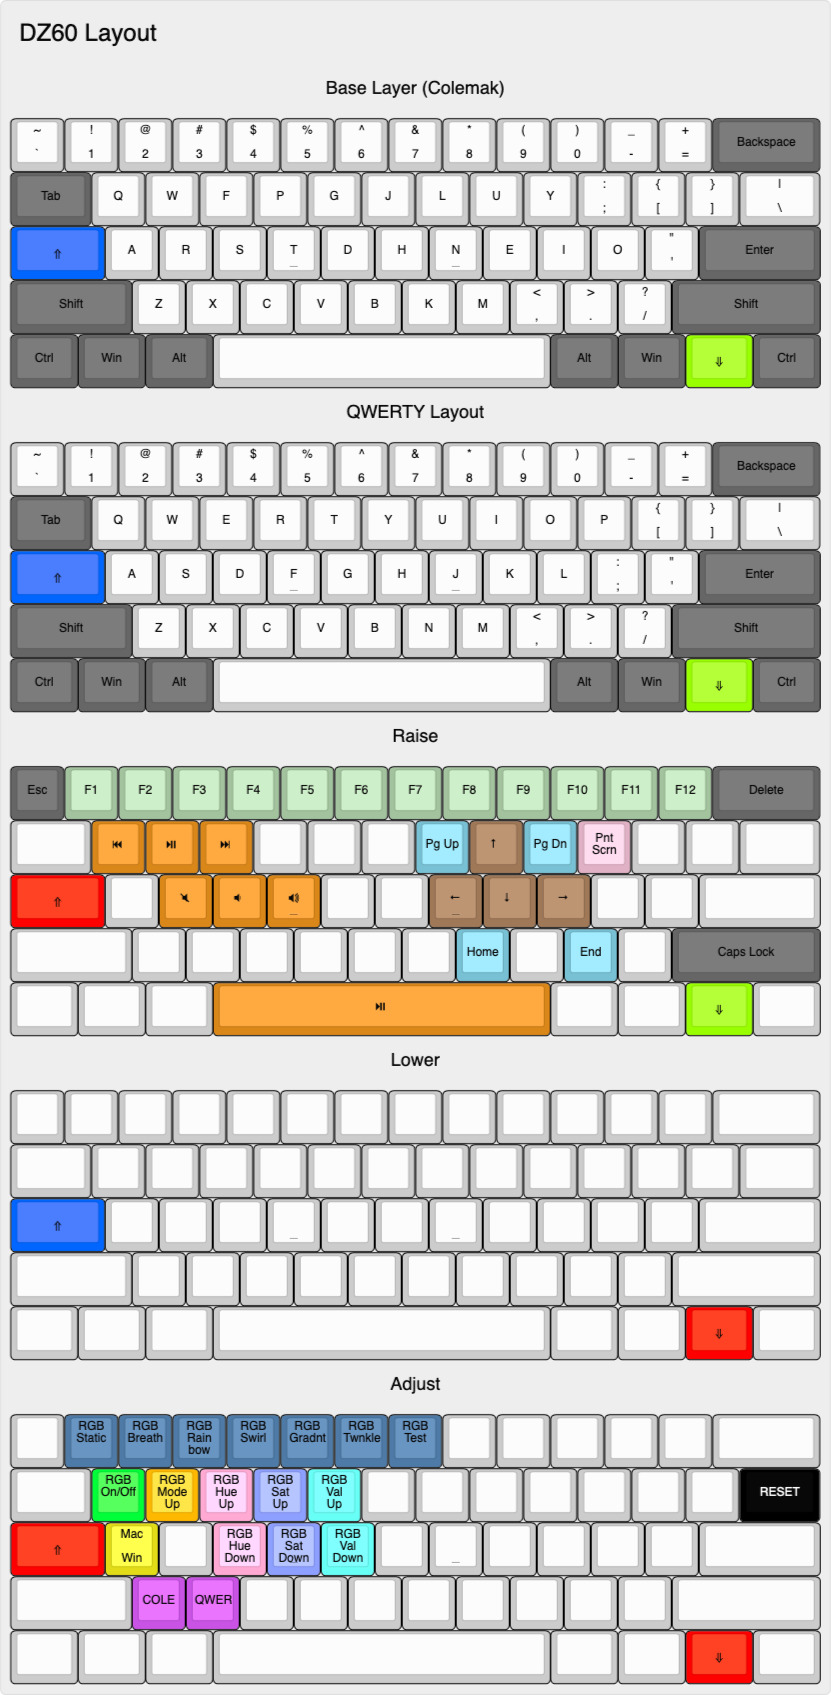 DZ60 Layout
Base Layer (Colemak)
~ ! @ # $ % ^ & * ( ) _ +
` 1 2 3 4 5 6 7 8 9 0 - = Backspace
Tab Q W F P G J L U Y : ; { [ } ] | \
⇑ A R S T _ D H N _ E I O " ' Enter
Shift Z X C V B K M < , > . ? / Shift
Ctrl Win Alt Alt Win ⇓ Ctrl
QWERTY Layout
~ ! @ # $ % ^ & * ( ) _ +
` 1 2 3 4 5 6 7 8 9 0 - = Backspace
Tab Q W E R T Y U I O P { [ } ] | \
⇑ A S D F _ G H J _ K L : ; " ' Enter
Shift Z X C V B N M < , > . ? / Shift
Ctrl Win Alt Alt Win ⇓ Ctrl
Raise
Esc F1 F2 F3 F4 F5 F6 F7 F8 F9 F10 F11 F12 Delete
⏮ ⏯ ⏭ Pg Up ↑ Pg Dn Pnt Scrn
⇑ _ ← _ ↓ →
Home End Caps Lock
⏯ ⇓
Lower
⇑ _ _
⇓
Adjust
RGB Static RGB Breath RGB Rain bow RGB Swirl RGB Gradnt RGB Twnkle RGB Test
RGB On/Off RGB Mode Up RGB Hue Up RGB Sat Up RGB Val Up RESET
⇑ Mac Win RGB Hue Down RGB Sat Down RGB Val Down _
COLE QWER
⇓